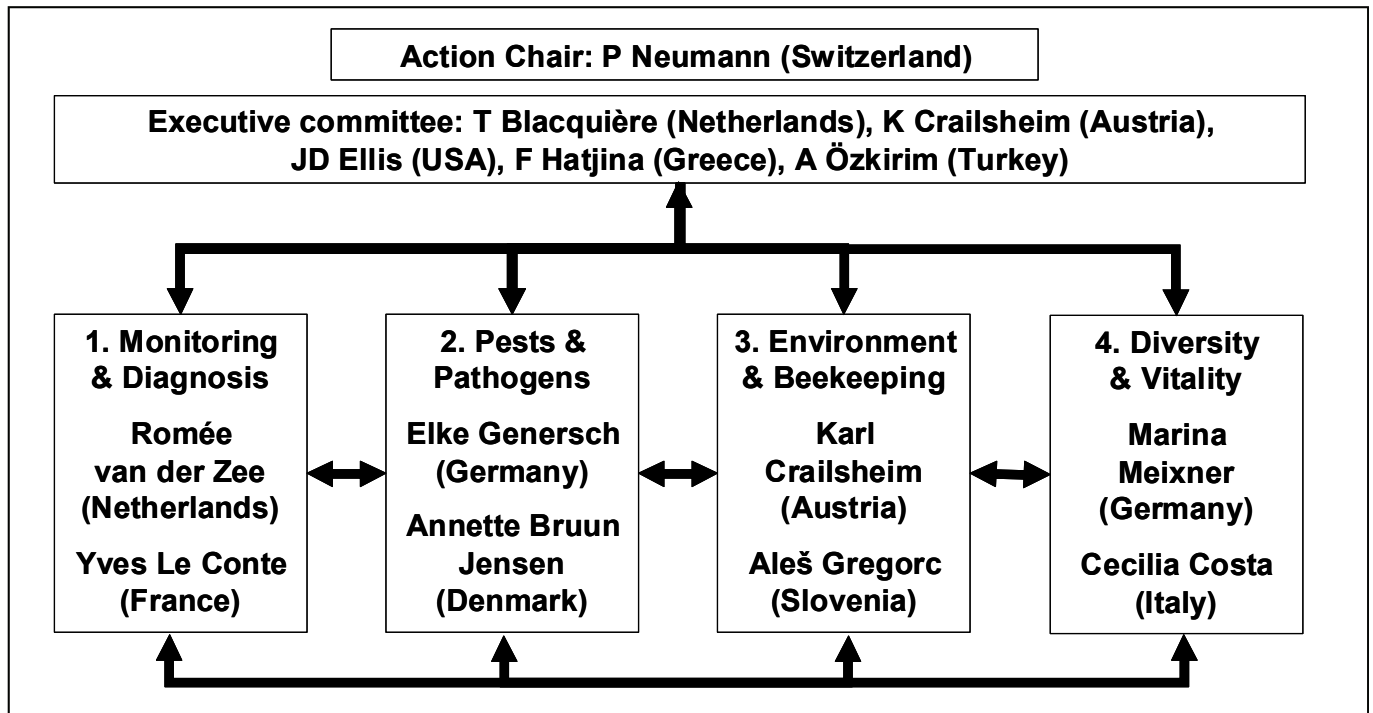 Action Chair: P Neumann (Switzerland)
Executive committee: T Blacquière (Netherlands), K Crailsheim (Austria),
JD Ellis (USA), F Hatjina (Greece), A Özkirim (Turkey)
1. Monitoring
& Diagnosis
Romée
van der Zee
(Netherlands)
Yves Le Conte
(France)
2. Pests &
Pathogens
Elke Genersch
(Germany)
Annette Bruun
Jensen
(Denmark)
3. Environment
& Beekeeping
Karl
Crailsheim
(Austria)
Aleš Gregorc
(Slovenia)
4. Diversity
& Vitality
Marina
Meixner
(Germany)
Cecilia Costa
(Italy)